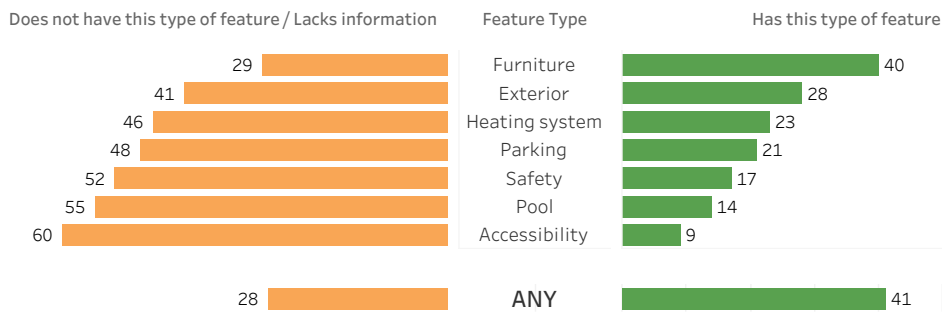 Does not have this type of feature / Lacks information Feature Type Has this type of feature
29 Furniture 40
41 Exterior 28
46 Heating system 23
48 Parking 21
52 Safety 17
55 Pool 14
60 Accessibility 9
28 ANY 41